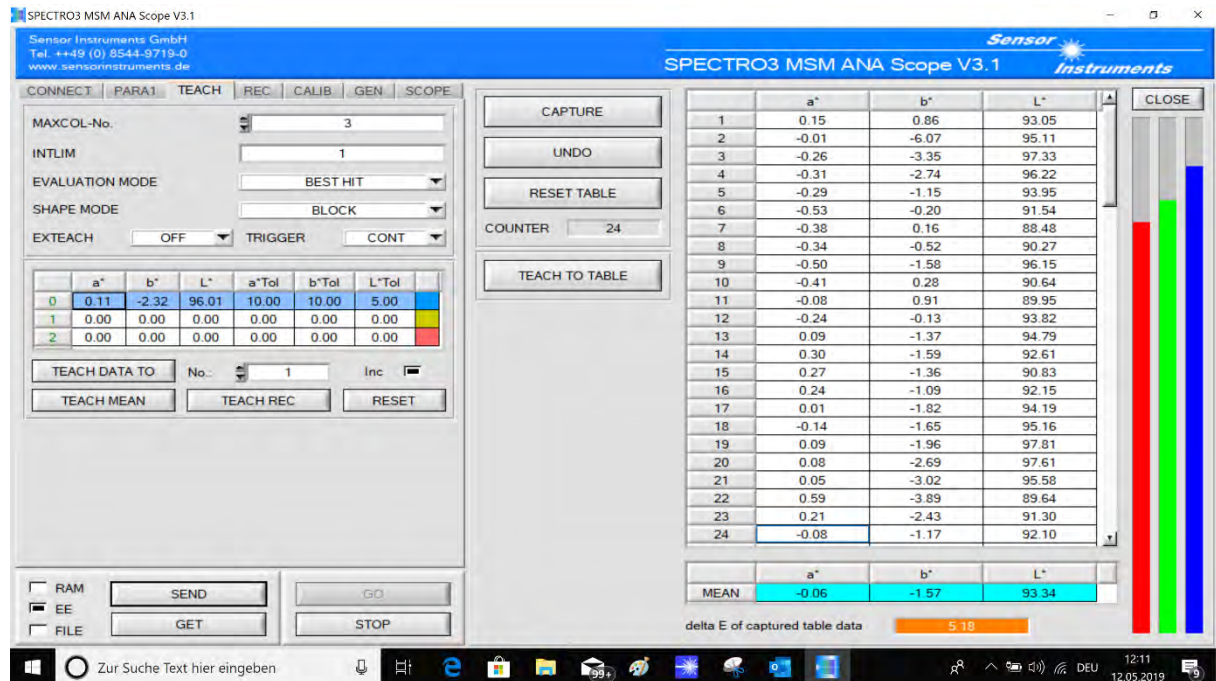 SPECTRO3 MSM ANA Scope V3.1
Sensor Instruments GmbH
Tel. ++49 (0) 8544-9719-0
www.sensorinstruments.de
Sensor Instruments
SPECTRO3 MSM ANA Scope V3.1
CONNECT PARA1 TEACH REC CALIB GEN SCOPE
MAXCOL-No. 3
INTLIM 1
EVALUATION MODE BEST HIT
SHAPE MODE BLOCK
EXTEACH OFF TRIGGER CONT
a* b* L* a*Tol b*Tol L*Tol
0 0.11 -2.32 96.01 10.00 10.00 5.00
1 0.00 0.00 0.00 0.00 0.00 0.00
2 0.00 0.00 0.00 0.00 0.00 0.00
TEACH DATA TO No.: 1 Inc
TEACH MEAN TEACH REC RESET
RAM
EE
FILE
SEND
GET
GO
STOP
CAPTURE
UNDO
RESET TABLE
COUNTER 24
TEACH TO TABLE
CLOSE
a* b* L*
1 0.15 0.86 93.05
2 -0.01 -6.07 95.11
3 -0.26 -3.35 97.33
4 -0.31 -2.74 96.22
5 -0.29 -1.15 93.95
6 -0.53 -0.20 91.54
7 -0.38 0.16 88.48
8 -0.34 -0.52 90.27
9 -0.50 -1.58 96.15
10 -0.41 0.28 90.64
11 -0.08 0.91 89.95
12 -0.24 -0.13 93.82
13 0.09 -1.37 94.79
14 0.30 -1.59 92.61
15 0.27 -1.36 90.83
16 0.24 -1.09 92.15
17 0.01 -1.82 94.19
18 -0.14 -1.65 95.16
19 0.09 -1.96 97.81
20 0.08 -2.69 97.61
21 0.05 -3.02 95.58
22 0.59 -3.89 89.64
23 0.21 -2.43 91.30
24 -0.08 -1.17 92.10
a* b* L*
MEAN -0.06 -1.57 93.34
delta E of captured table data 5.18
Zur Suche Text hier eingeben
99+
DEU
12:11
12.05.2019
9